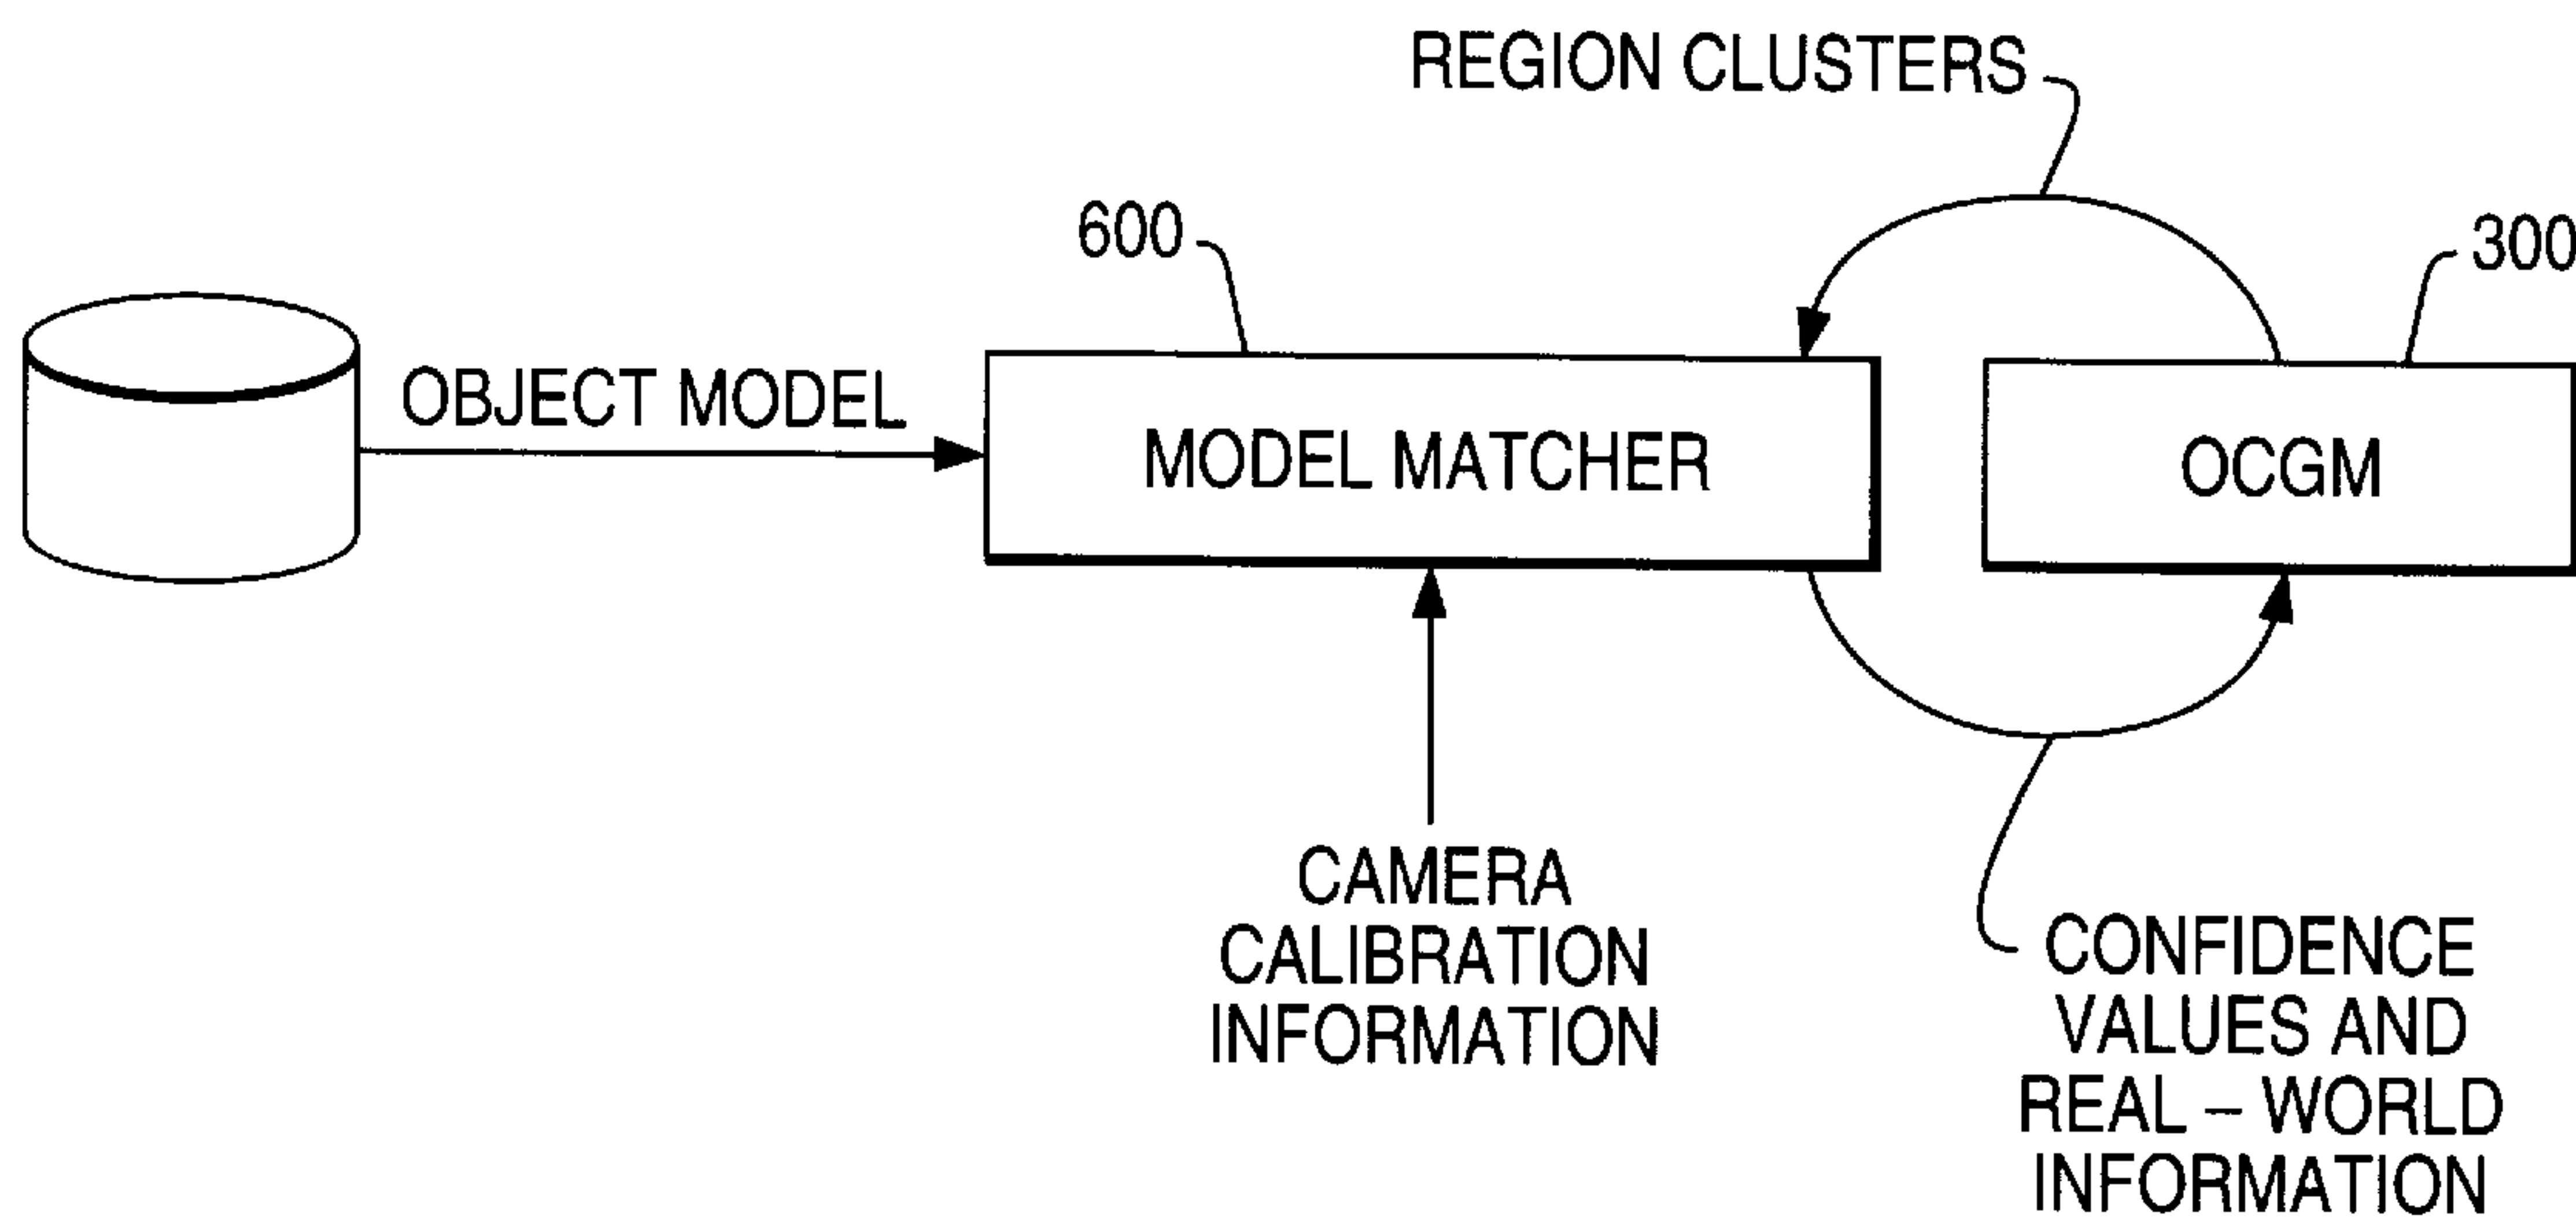 REGION CLUSTERS
600
300
OBJECT MODEL
MODEL MATCHER
OCGM
CAMERA
CALIBRATION
INFORMATION
CONFIDENCE
VALUES AND
REAL – WORLD
INFORMATION